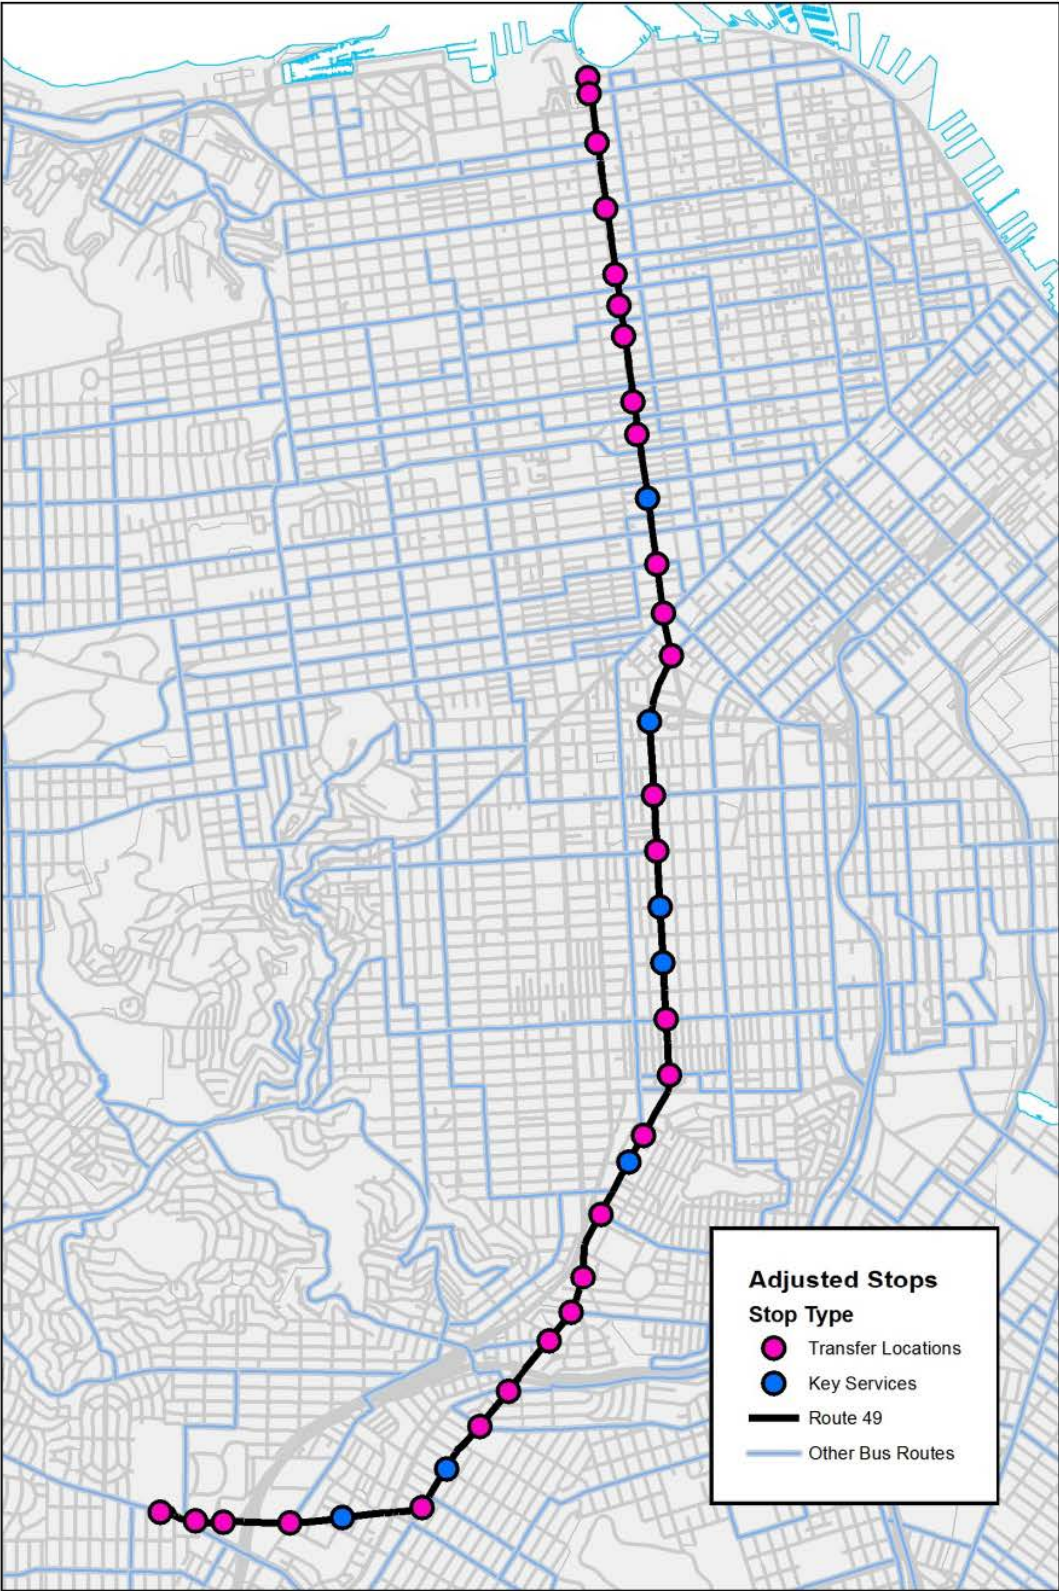 Adjusted Stops
Stop Type
Transfer Locations
Key Services
Route 49
Other Bus Routes